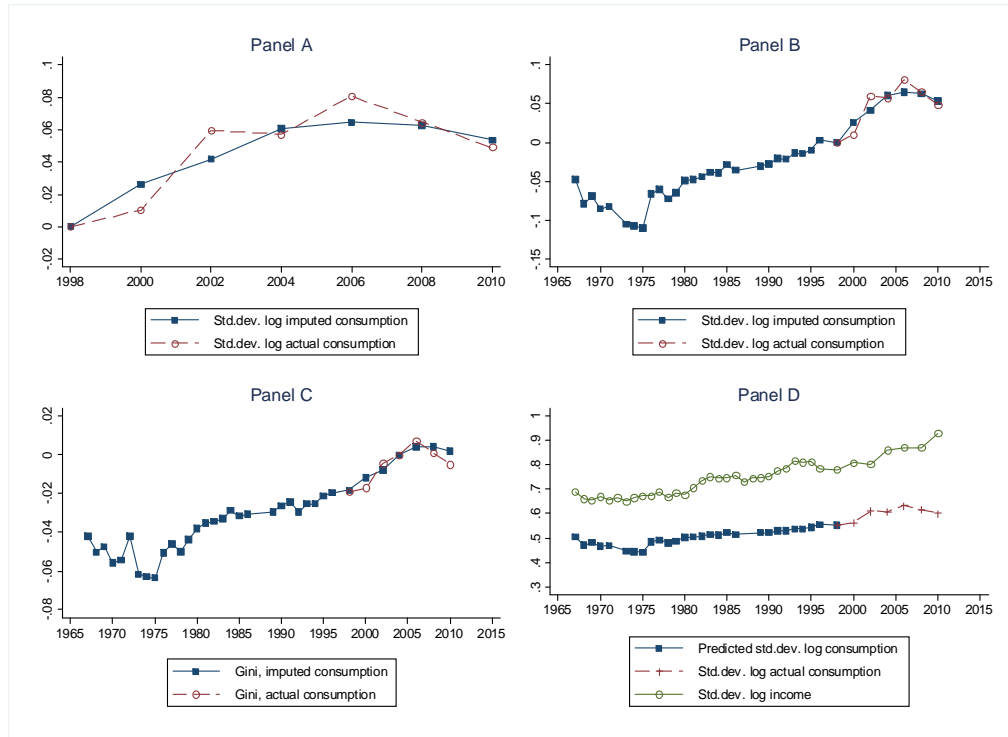 Panel A
.1
.08
.06
.04
.02
0
-.02
1998 2000 2002 2004 2006 2008 2010
Std.dev. log imputed consumption
Std.dev. log actual consumption
Panel B
.1
.05
0
-.05
-.1
-.15
1965 1970 1975 1980 1985 1990 1995 2000 2005 2010 2015
Std.dev. log imputed consumption
Std.dev. log actual consumption
Panel C
.02
0
-.02
-.04
-.06
-.08
1965 1970 1975 1980 1985 1990 1995 2000 2005 2010 2015
Gini, imputed consumption
Gini, actual consumption
Panel D
1
.9
.8
.7
.6
.5
.4
.3
1965 1970 1975 1980 1985 1990 1995 2000 2005 2010 2015
Predicted std.dev. log consumption
Std.dev. log actual consumption
Std.dev. log income